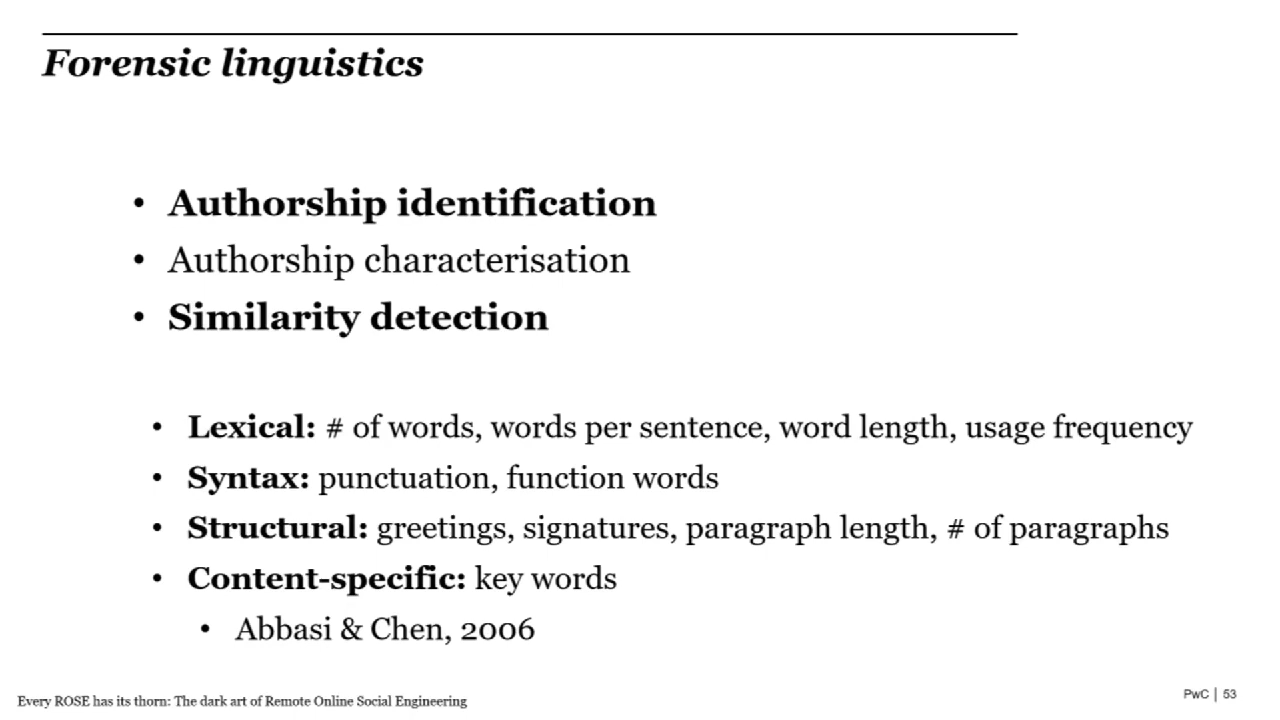 Forensic linguistics
• Authorship identification
• Authorship characterisation
• Similarity detection
• Lexical: # of words, words per sentence, word length, usage frequency
• Syntax: punctuation, function words
• Structural: greetings, signatures, paragraph length, # of paragraphs
• Content-specific: key words
• Abbasi & Chen, 2006
Every ROSE has its thorn: The dark art of Remote Online Social Engineering
PwC | 53